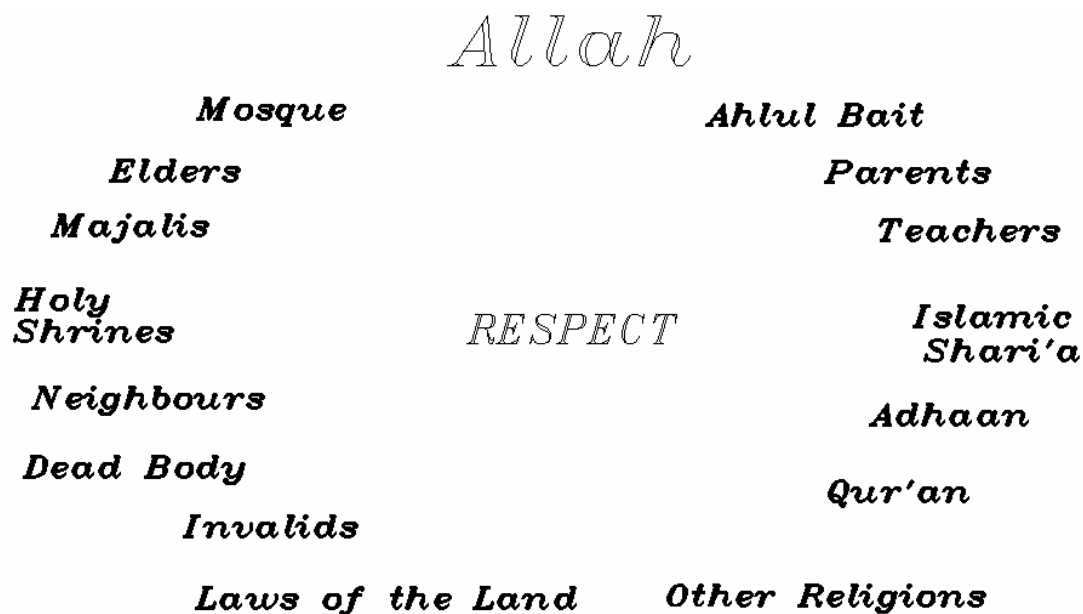 Allah
Mosque
Ahlul Bait
Elders
Parents
Majalis
Teachers
Holy
Shrines
RESPECT
Islamic
Shari'a
Neighbours
Adhaan
Dead Body
Qur'an
Invalids
Laws of the Land
Other Religions